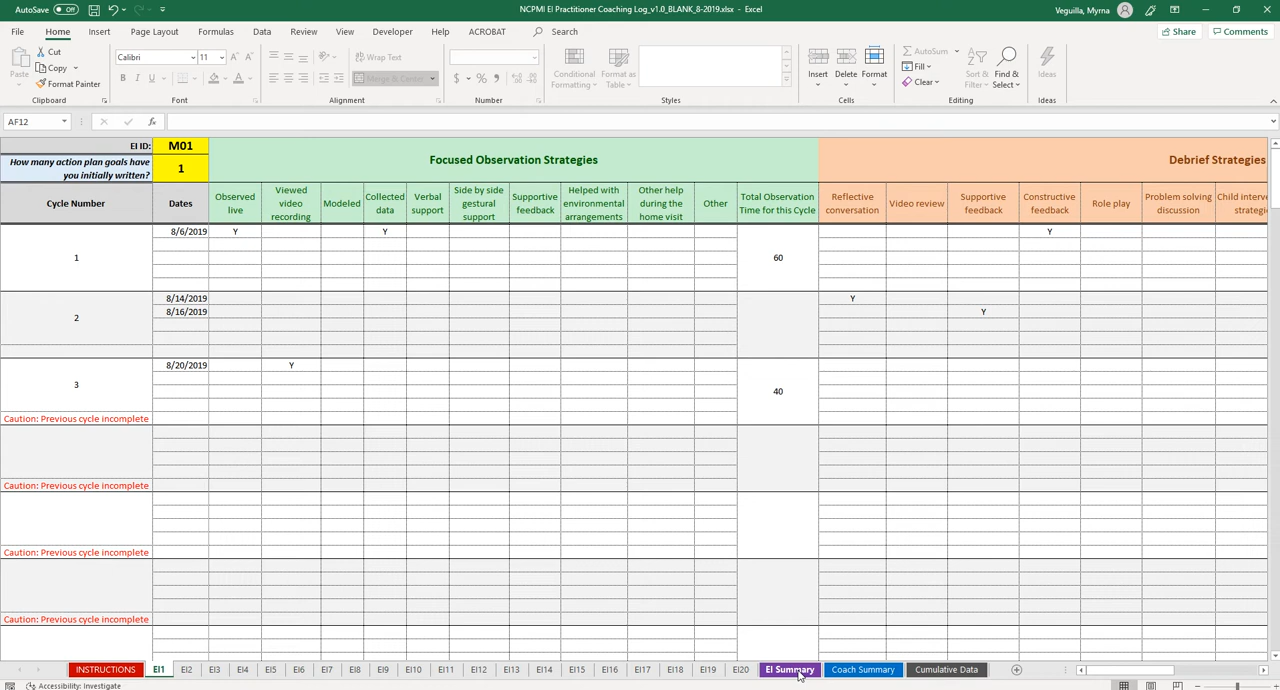 AutoSave Off NCPMI EI Practitioner Coaching Log_v1.0_BLANK_8-2019.xlsx - Excel Veguilla, Myrna
File Home Insert Page Layout Formulas Data Review View Developer Help ACROBAT Search Share Comments
Paste Cut Copy Format Painter Clipboard
Calibri 11 B I U Font
Wrap Text Merge & Center Alignment
$ % Number
Conditional Formatting Format as Table Styles
Insert Delete Format Cells
AutoSum Fill Clear Sort & Filter Find & Select Editing
Ideas Ideas
AF12 fx
EI ID: M01
How many action plan goals have
you initially written? 1
Focused Observation Strategies Debrief Strategies
Cycle Number Dates
Observed live
Viewed video recording
Modeled
Collected data
Verbal support
Side by side gestural support
Supportive feedback
Helped with environmental arrangements
Other help during the home visit
Other
Total Observation Time for this Cycle
Reflective conversation
Video review
Supportive feedback
Constructive feedback
Role play
Problem solving discussion
Child interve strategi
8/6/2019 Y Y Y
1 60
8/14/2019 Y
8/16/2019 Y
2
8/20/2019 Y
3 40
Caution: Previous cycle incomplete
Caution: Previous cycle incomplete
Caution: Previous cycle incomplete
Caution: Previous cycle incomplete
INSTRUCTIONS EI1 EI2 EI3 EI4 EI5 EI6 EI7 EI8 EI9 EI10 EI11 EI12 EI13 EI14 EI15 EI16 EI17 EI18 EI19 EI20 EI Summary Coach Summary Cumulative Data
Accessibility: Investigate